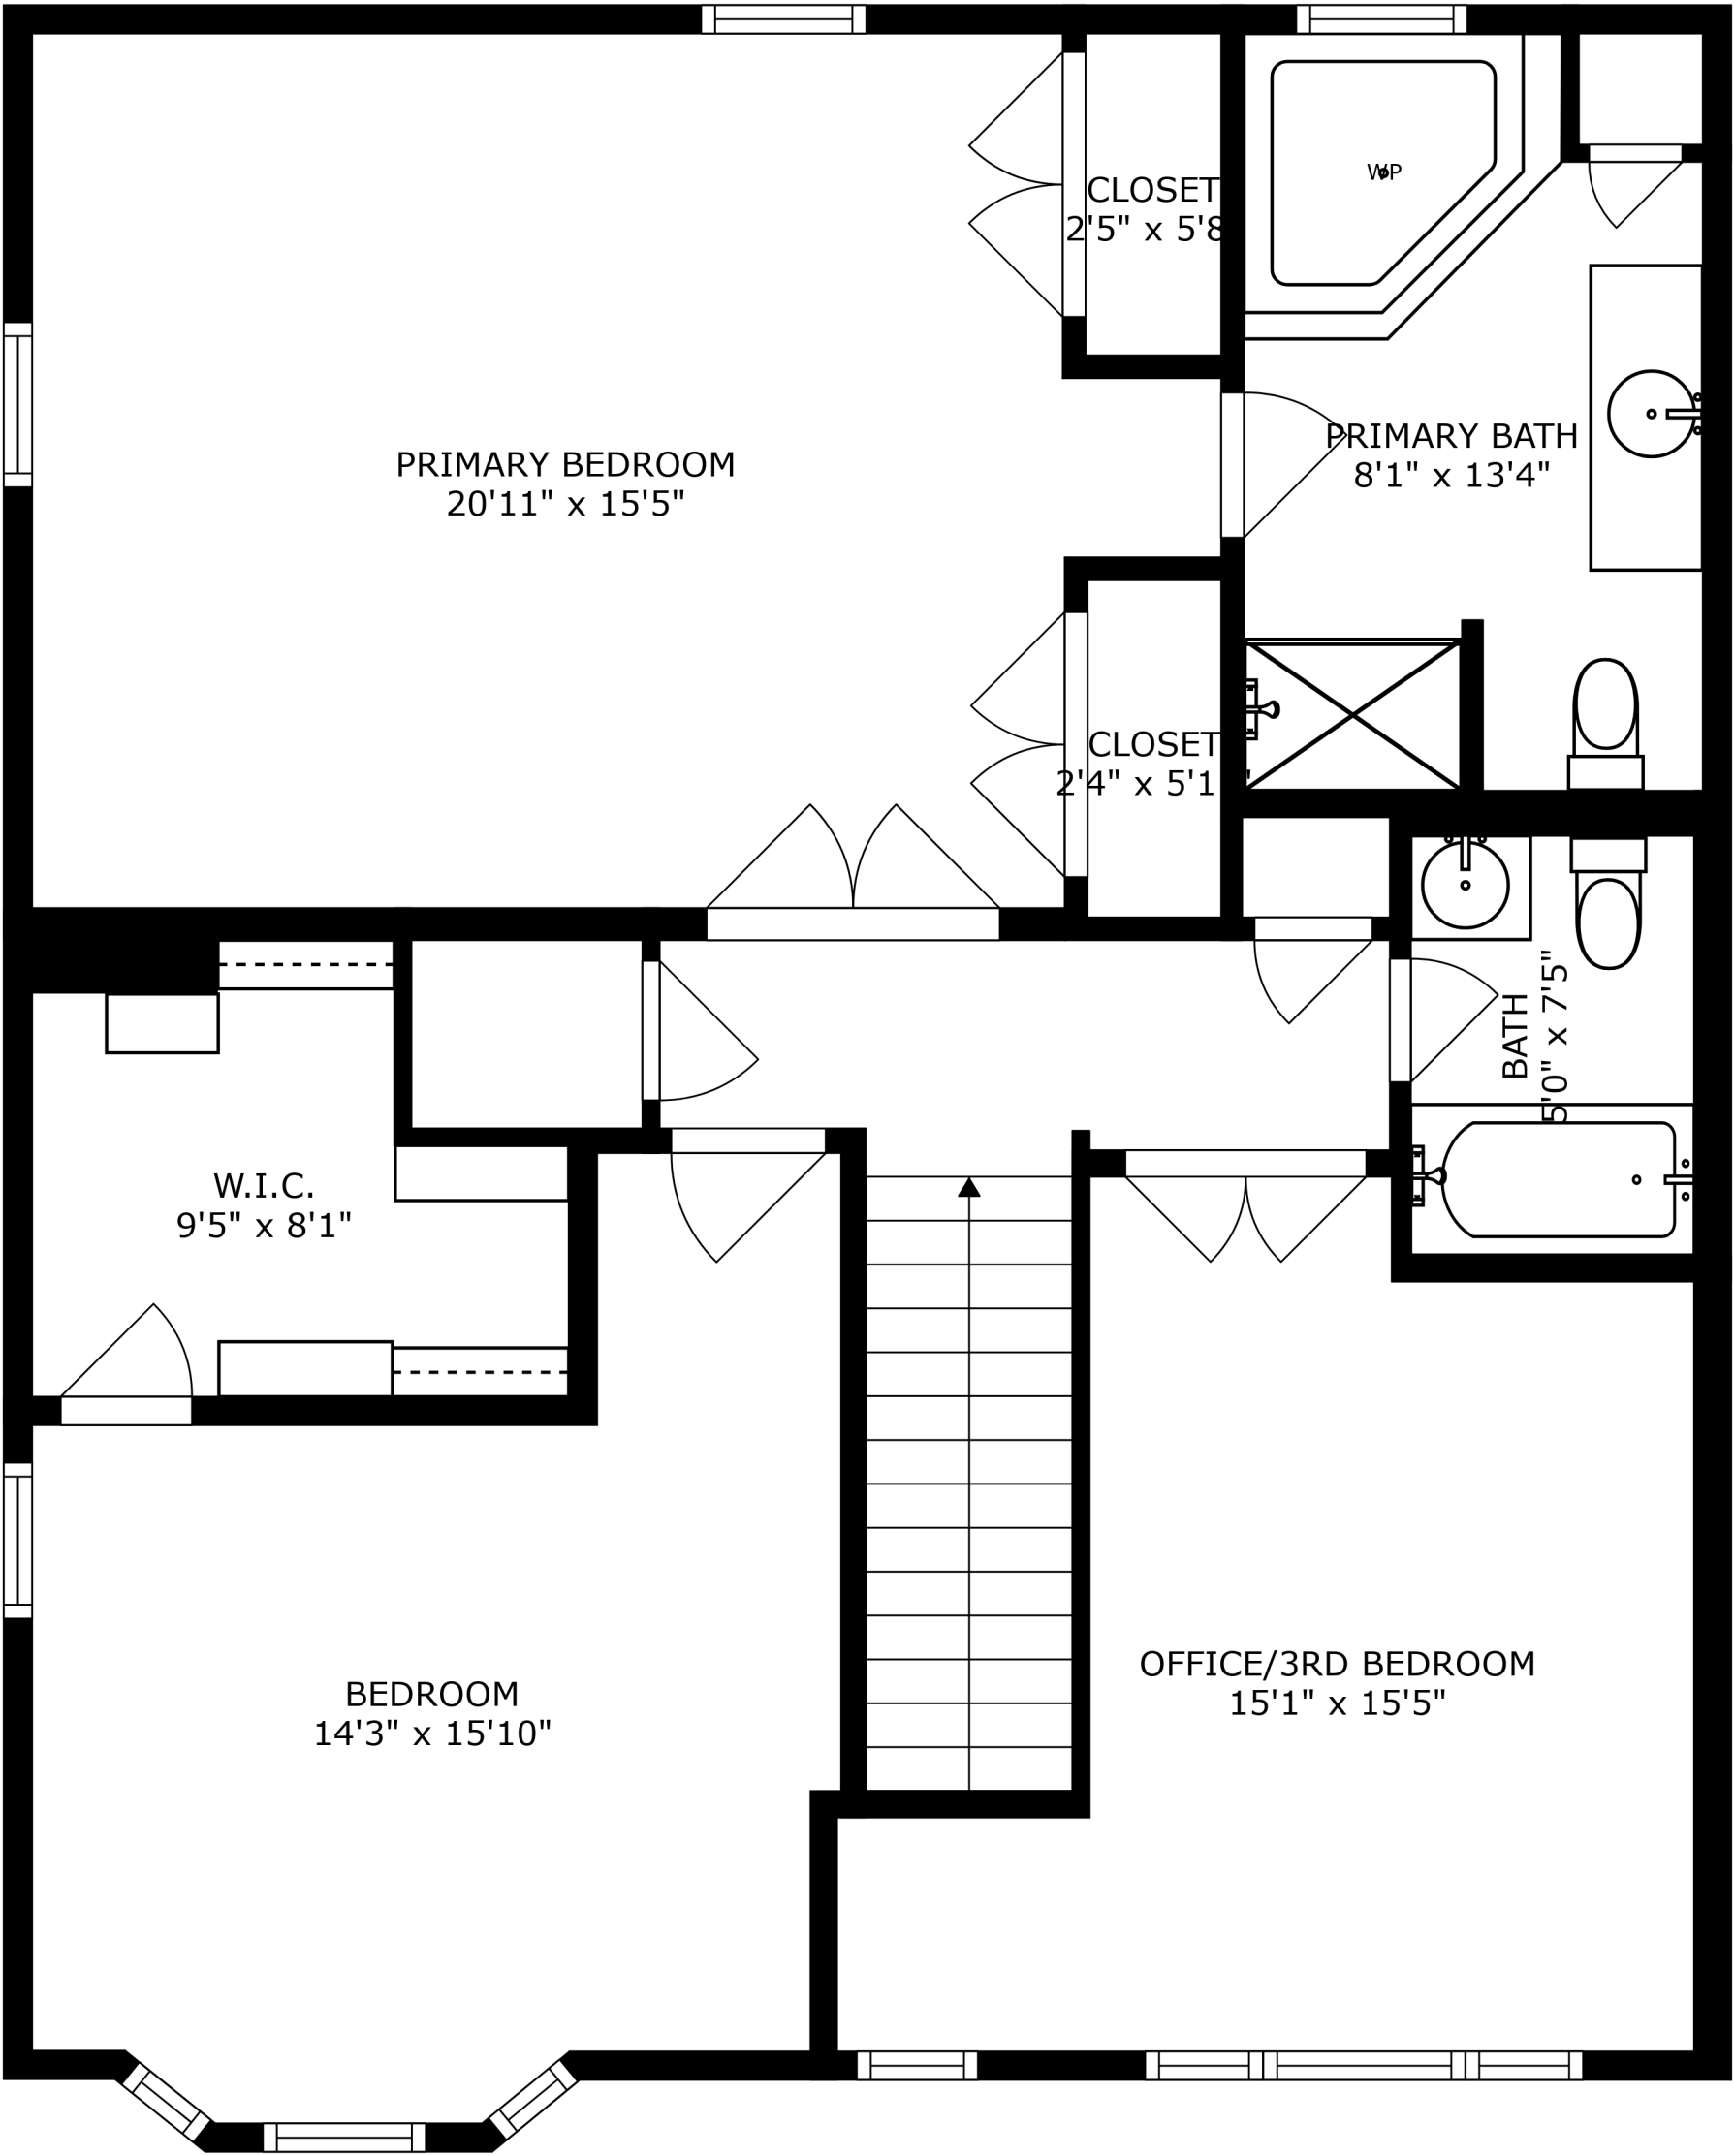 CLOSET
2'5" x 5'8
WP
PRIMARY BEDROOM
20'11" x 15'5"
PRIMARY BATH
8'1" x 13'4"
CLOSET
2'4" x 5'1 "
BATH
5'0" x 7'5"
W.I.C.
9'5" x 8'1"
BEDROOM
14'3" x 15'10"
OFFICE/3RD BEDROOM
15'1" x 15'5"